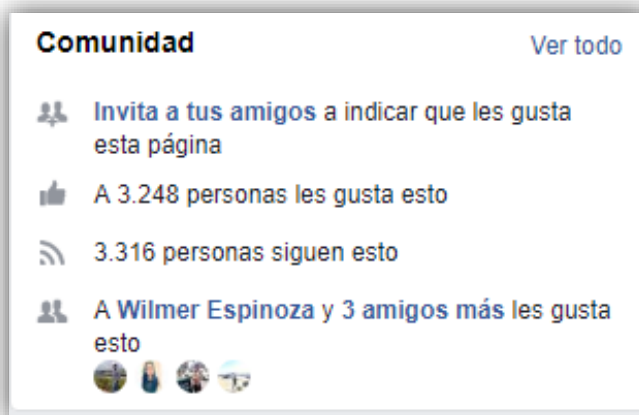 Comunidad
Ver todo
Invita a tus amigos a indicar que les gusta
esta página
A 3.248 personas les gusta esto
3.316 personas siguen esto
A Wilmer Espinoza y 3 amigos más les gusta
esto